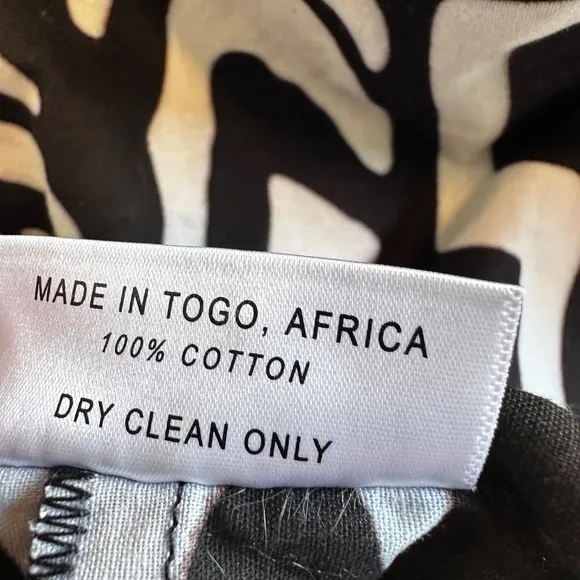 MADE IN TOGO, AFRICA
100% COTTON
DRY CLEAN ONLY